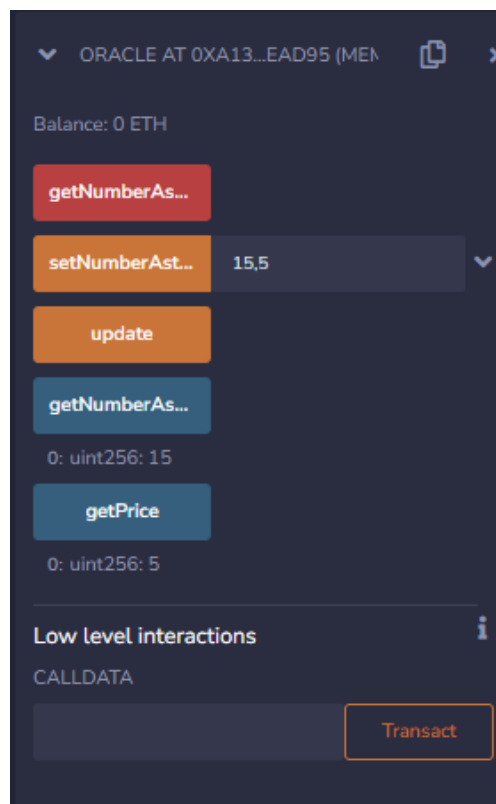 ORACLE AT 0XA13...EAD95 (MEM
Balance: 0 ETH
getNumberAs...
setNumberAst... 15,5
update
getNumberAs...
0: uint256: 15
getPrice
0: uint256: 5
Low level interactions
CALLDATA
Transact